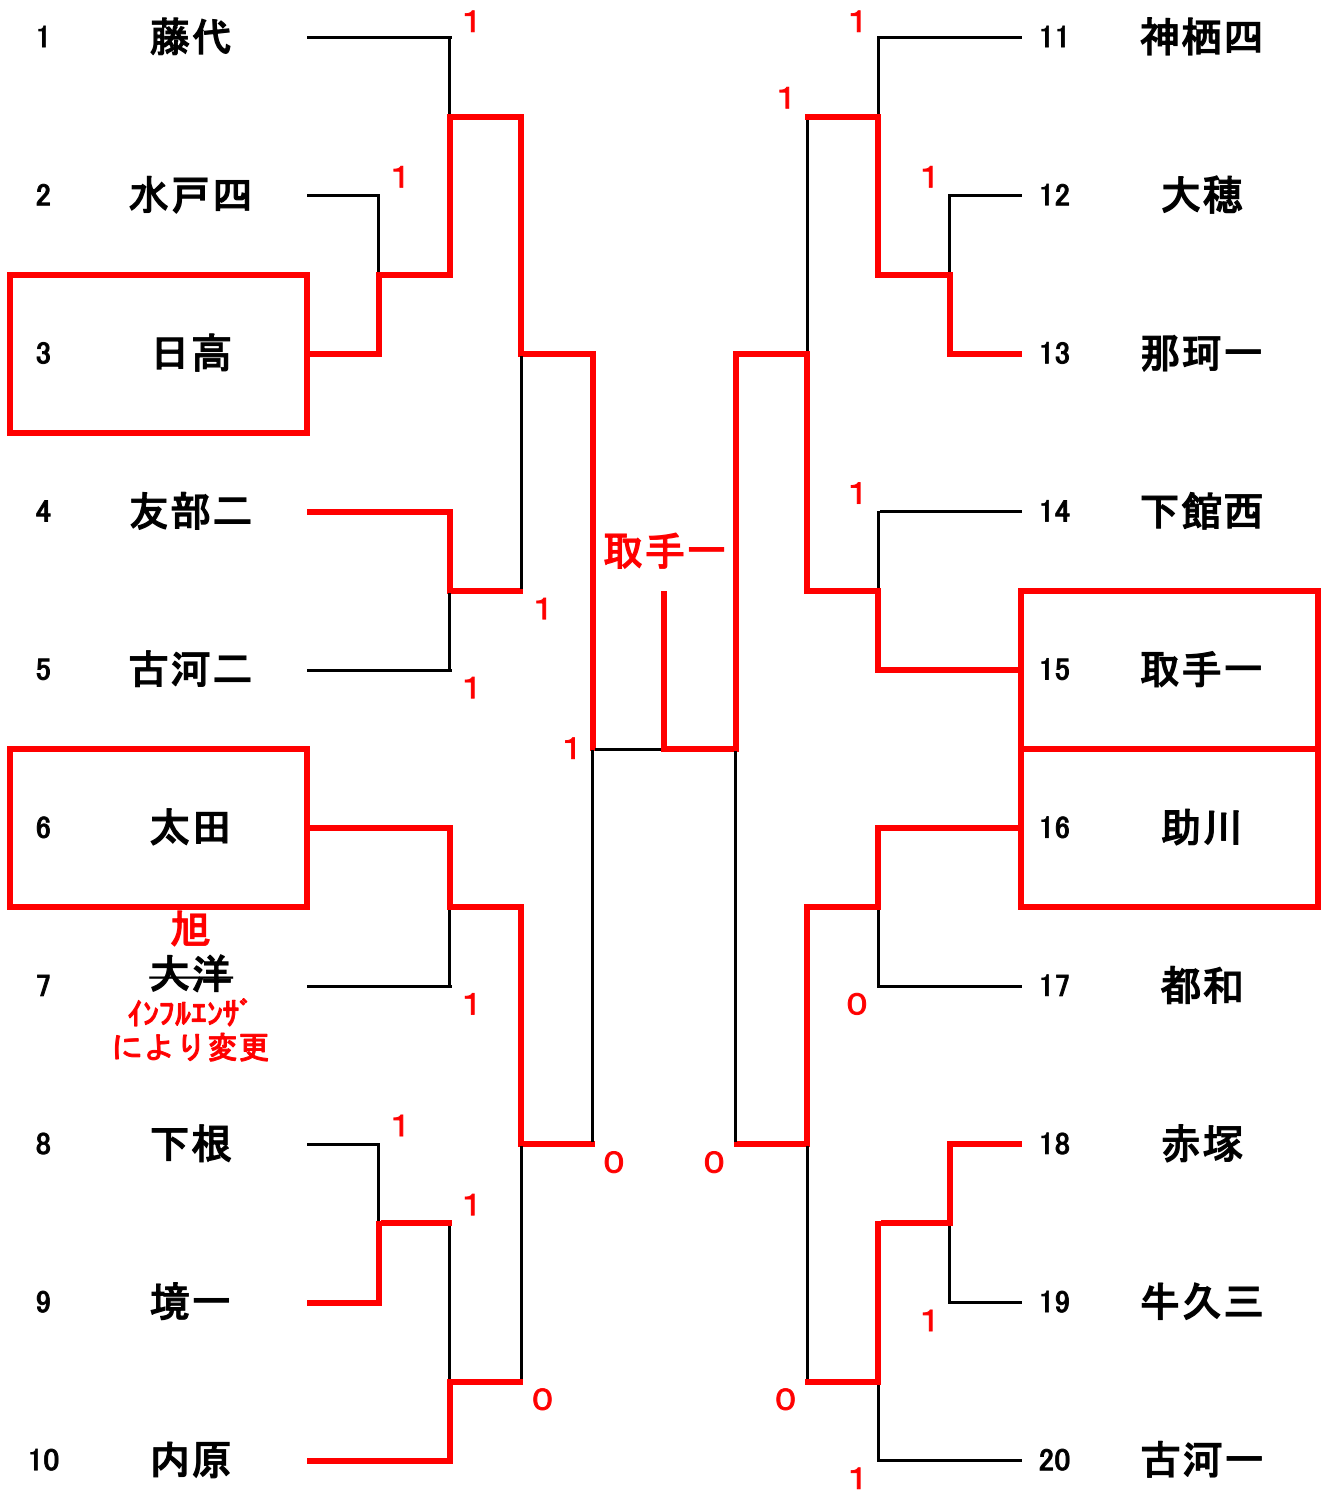 1 藤代
1
2 水戸四
1
3 日高
4 友部二
1
5 古河二
1
6 太田
旭
7 大洋
ｲﾝﾌﾙｴﾝｻﾞ
により変更
1
8 下根
1
1
9 境一
0
10 内原
1
0
取手一
1
11 神栖四
1
1
12 大穂
13 那珂一
1
14 下館西
15 取手一
16 助川
0
17 都和
0
18 赤塚
1
19 牛久三
0
1
20 古河一